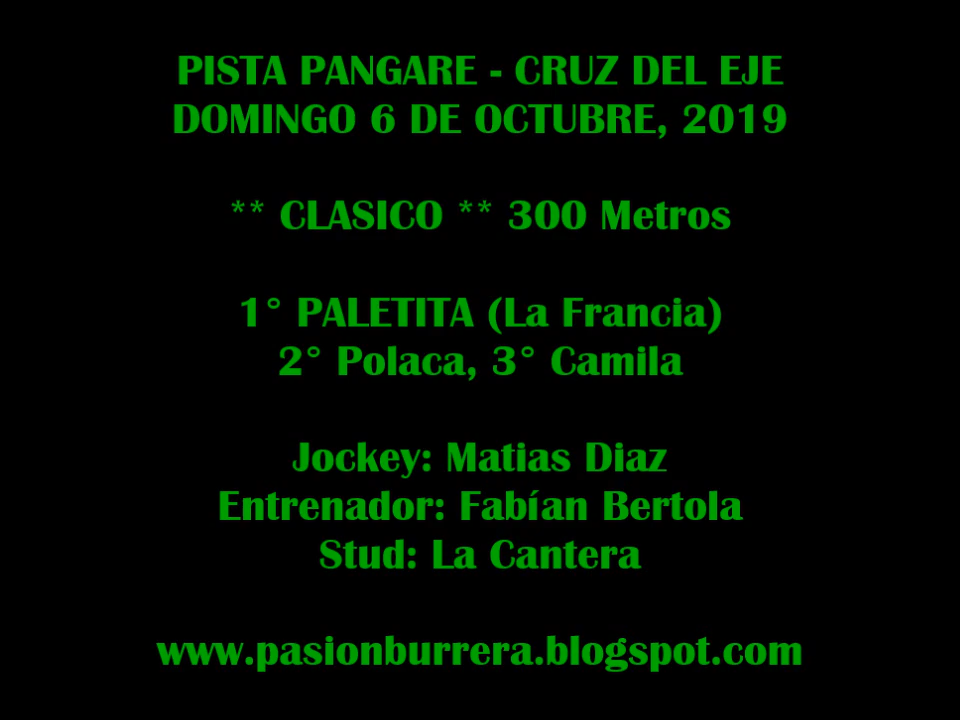 PISTA PANGARE - CRUZ DEL EJE
DOMINGO 6 DE OCTUBRE, 2019
** CLASICO ** 300 Metros
1° PALETITA (La Francia)
2° Polaca, 3° Camila
Jockey: Matias Diaz
Entrenador: Fabían Bertola
Stud: La Cantera
www.pasionburrera.blogspot.com